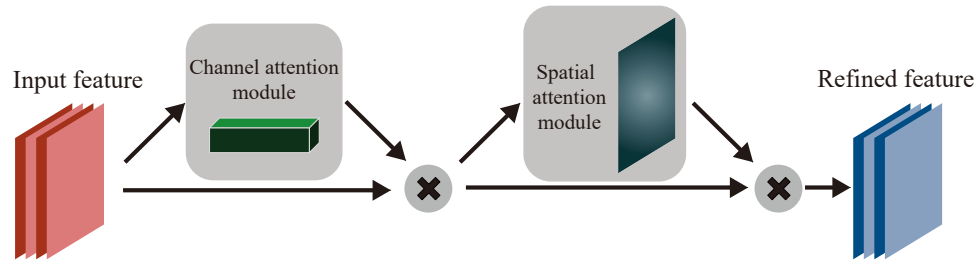 Input feature
Channel attention
module
Spatial
attention
module
Refined feature